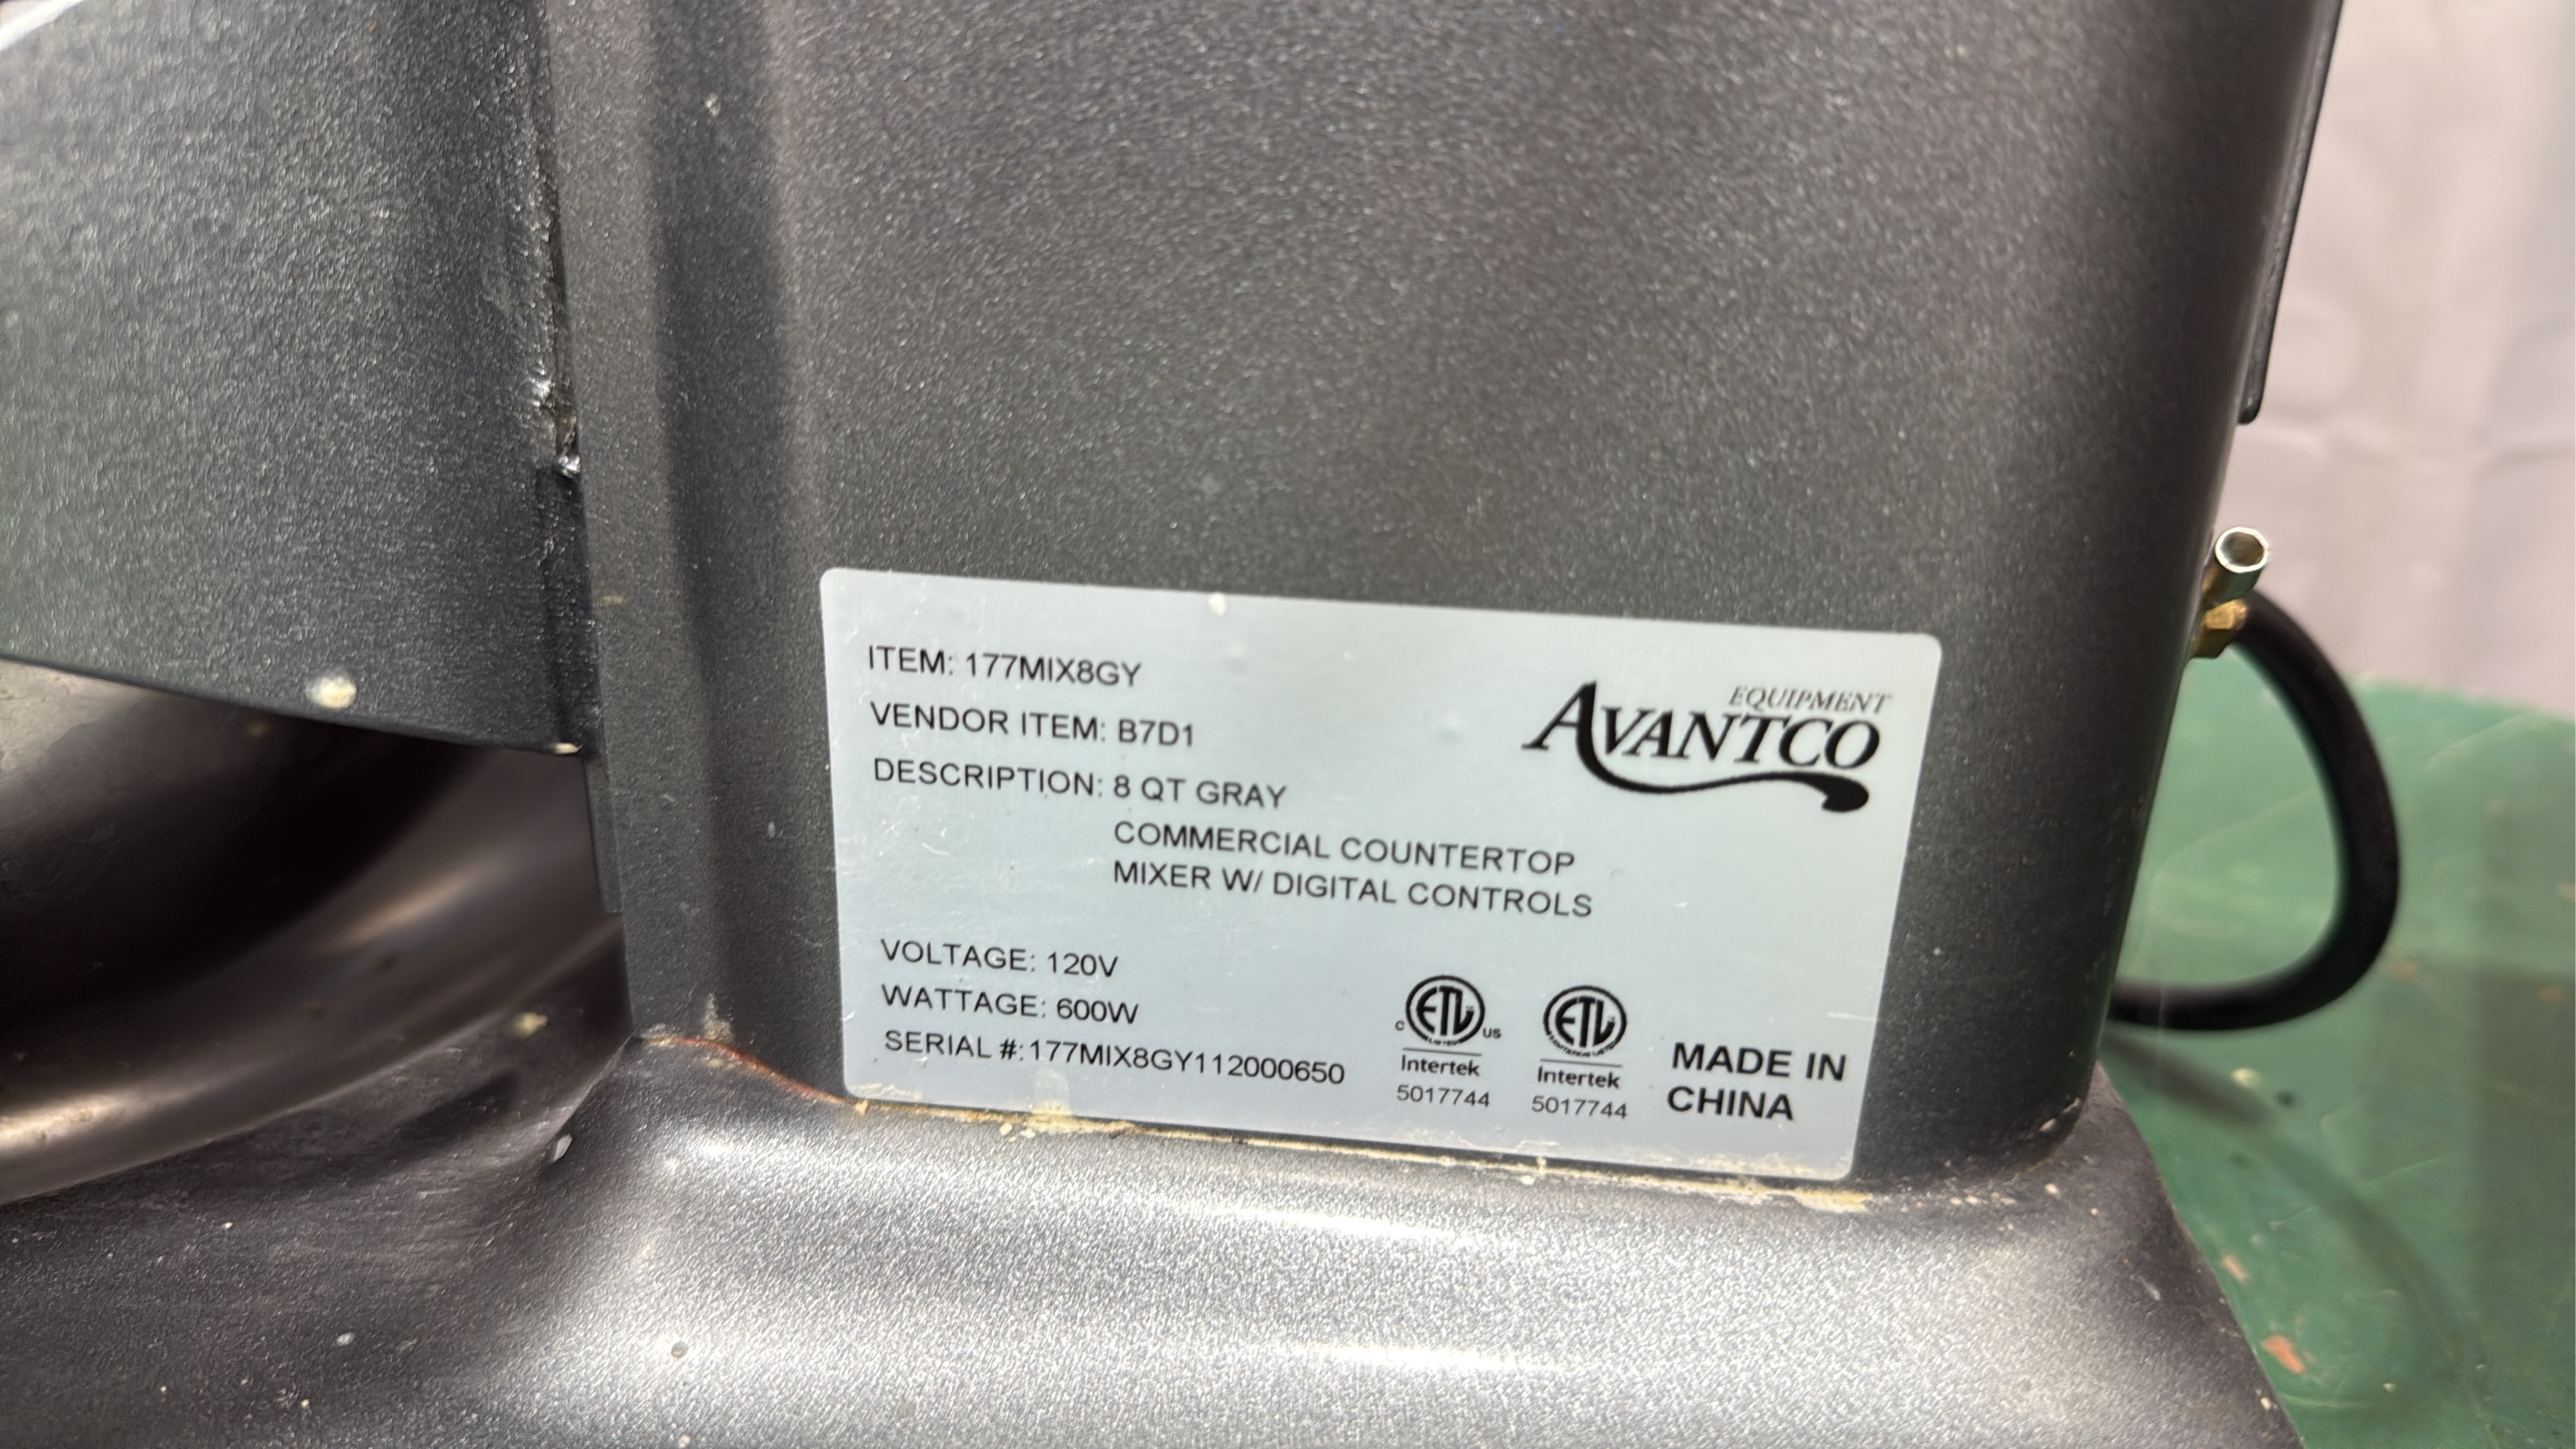 ITEM: 177MIX8GY
VENDOR ITEM: B7D1
DESCRIPTION: 8 QT GRAY
COMMERCIAL COUNTERTOP
MIXER W/ DIGITAL CONTROLS
EQUIPMENT
AVANTCO
VOLTAGE: 120V
WATTAGE: 600W
SERIAL #: 177MIX8GY112000650
C ETL US
Intertek
5017744
ETL
Intertek
5017744
MADE IN
CHINA